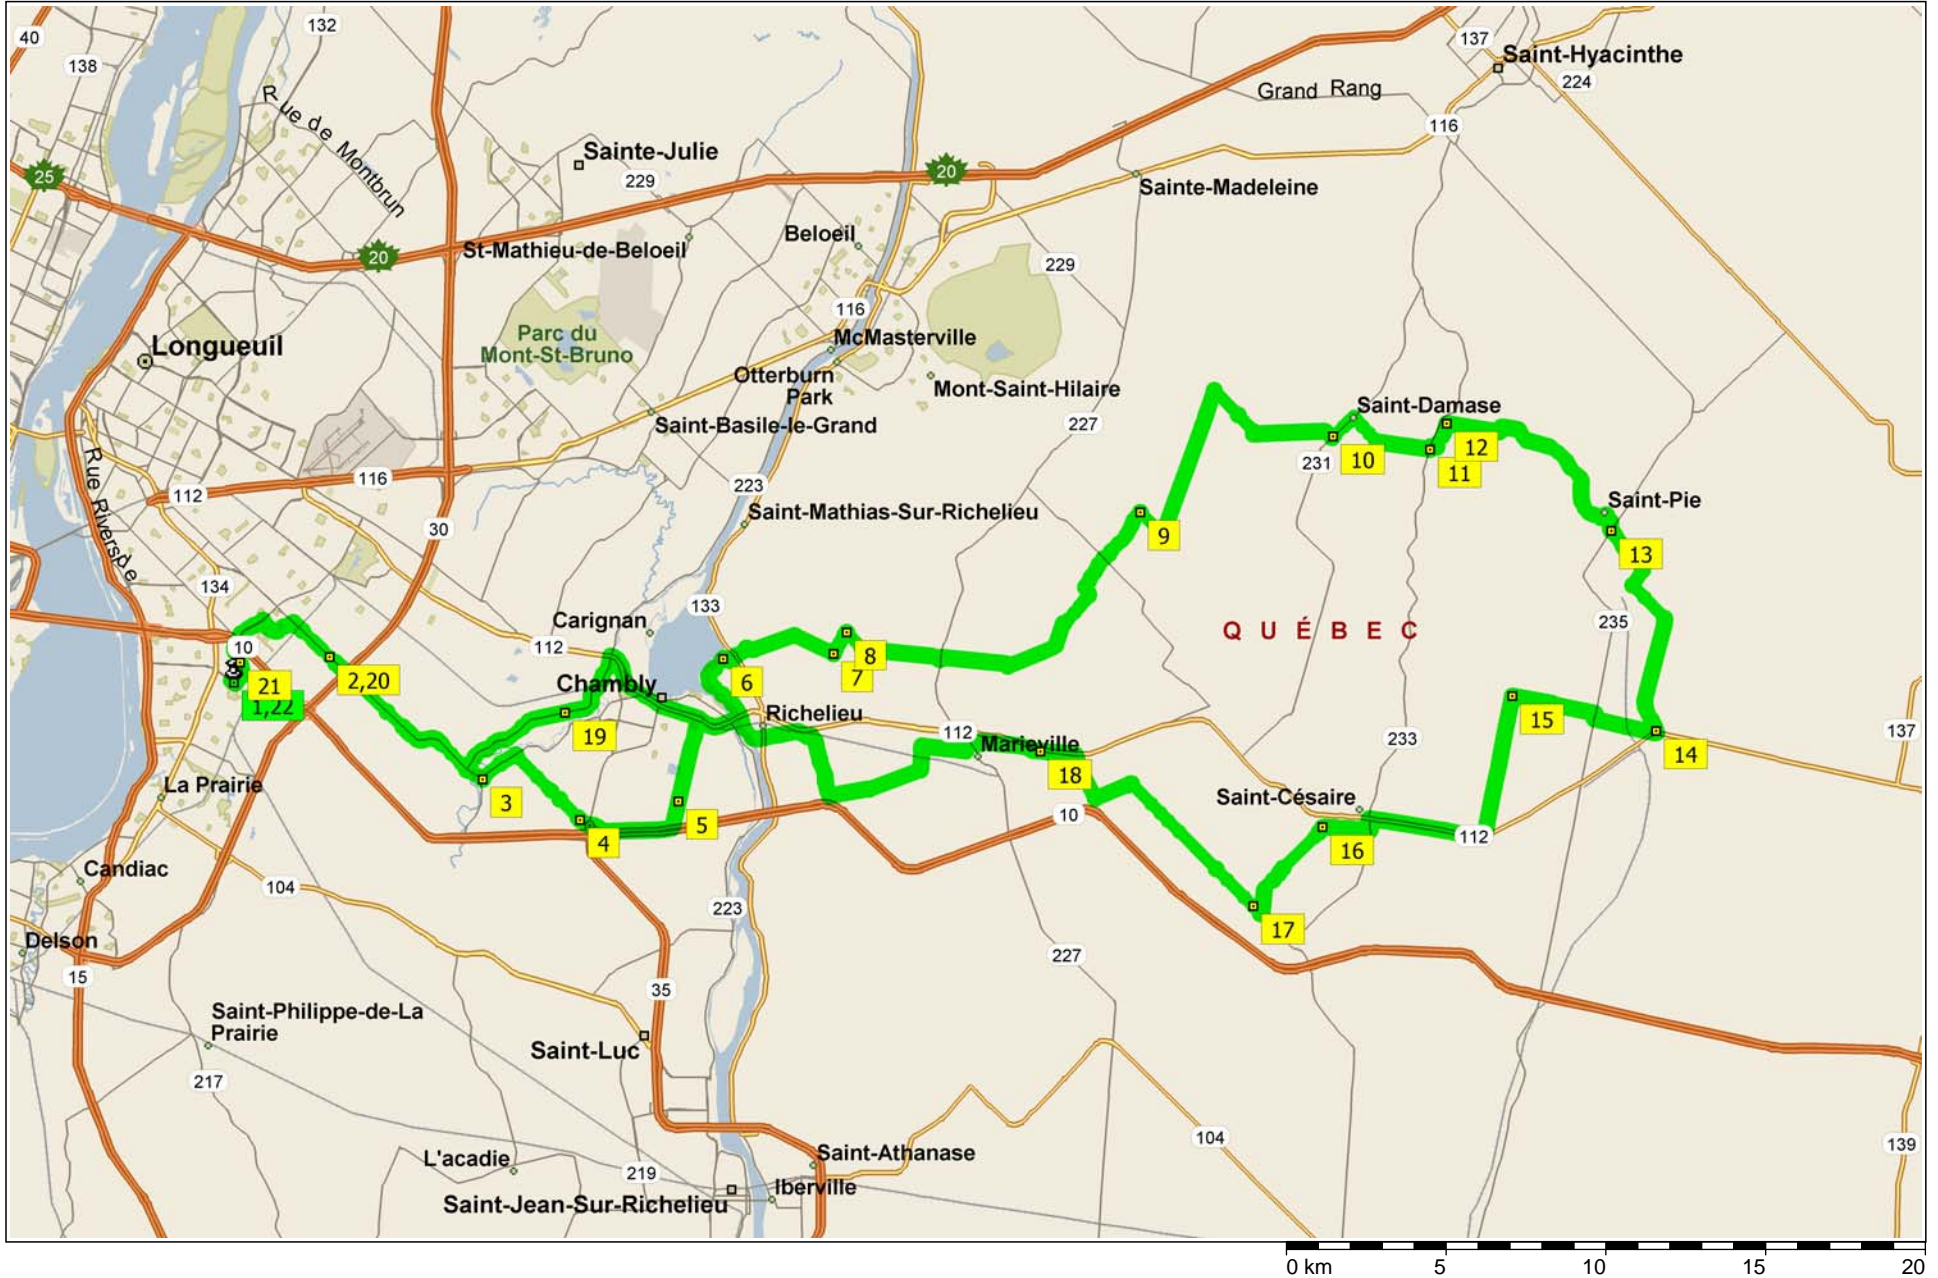 40
132
138
137
Saint-Hyacinthe
224
Grand Rang
Rue de Montbrun
116
Sainte-Julie
229
25
20
Sainte-Madeleine
St-Mathieu-de-Beloeil
Beloeil
20
229
116
Longueuil
Parc du
Mont-St-Bruno
McMasterville
Otterburn
Park
Mont-Saint-Hilaire
Saint-Basile-le-Grand
227
Saint-Damase
231
10
12
11
116
112
223
Saint-Mathias-Sur-Richelieu
Saint-Pie
Rue Riverside
30
9
13
134
133
Carignan
235
QUÉBEC
10
112
8
7
6
2,20
21
1,22
Chambly
Richelieu
15
19
112
Marieville
233
137
14
18
La Prairie
3
Saint-Césaire
5
10
112
4
16
Candiac
104
223
17
Delson
227
15
35
Saint-Philippe-de-La
Prairie
Saint-Luc
217
104
139
L'acadie
219
Saint-Athanase
Iberville
Saint-Jean-Sur-Richelieu
0 km 5 10 15 20